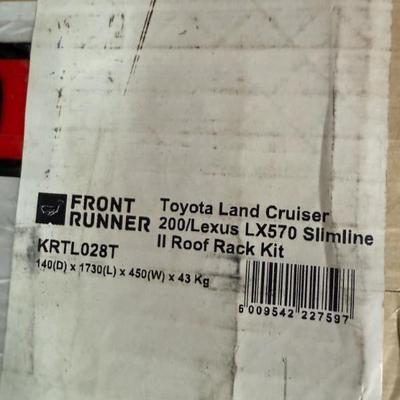 FRONT
RUNNER
Toyota Land Cruiser
200/Lexus LX570 Slimline
II Roof Rack Kit
KRTL028T
140(D) x 1730(L) x 450(W) x 43 Kg
6 009542 227597